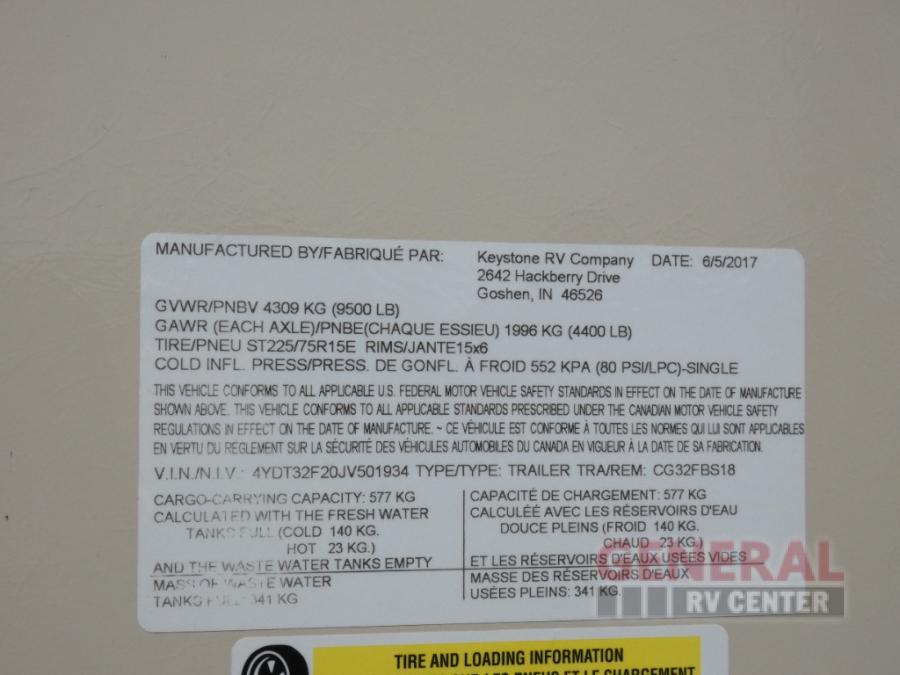 MANUFACTURED BY/FABRIQUÉ PAR: Keystone RV Company DATE: 6/5/2017
2642 Hackberry Drive
Goshen, IN 46526
GVWR/PNBV 4309 KG (9500 LB)
GAWR (EACH AXLE)/PNBE(CHAQUE ESSIEU) 1996 KG (4400 LB)
TIRE/PNEU ST225/75R15E RIMS/JANTE15x6
COLD INFL. PRESS/PRESS. DE GONFL. À FROID 552 KPA (80 PSI/LPC)-SINGLE
THIS VEHICLE CONFORMS TO ALL APPLICABLE U.S. FEDERAL MOTOR VEHICLE SAFETY STANDARDS IN EFFECT ON THE DATE OF MANUFACTURE
SHOWN ABOVE. THIS VEHICLE CONFORMS TO ALL APPLICABLE STANDARDS PRESCRIBED UNDER THE CANADIAN MOTOR VEHICLE SAFETY
REGULATIONS IN EFFECT ON THE DATE OF MANUFACTURE. ~ CE VÉHICULE EST CONFORME À TOUTES LES NORMES QUI LUI SONT APPLICABLES
EN VERTU DU REGLEMENT SUR LA SÉCURITÉ DES VÉHICULES AUTOMOBILES DU CANADA EN VIGUEUR À LA DATE DE SA FABRICATION.
V.I.N./N.I.V.: 4YDT32F20JV501934 TYPE/TYPE: TRAILER TRA/REM: CG32FBS18
CARGO-CARRYING CAPACITY: 577 KG
CALCULATED WITH THE FRESH WATER
TANKS FULL (COLD 140 KG.
HOT 23 KG.)
AND THE WASTE WATER TANKS EMPTY
MASS OF WASTE WATER
TANKS FULL: 341 KG
CAPACITÉ DE CHARGEMENT: 577 KG
CALCULÉE AVEC LES RÉSERVOIRS D'EAU
DOUCE PLEINS (FROID 140 KG.
CHAUD 23 KG.)
ET LES RÉSERVOIRS D'EAUX USÉES VIDES
MASSE DES RÉSERVOIRS D'EAUX
USÉES PLEINS: 341 KG.
GENERAL
RV CENTER
TIRE AND LOADING INFORMATION
LES PNEUS ET LE CHARGEMENT